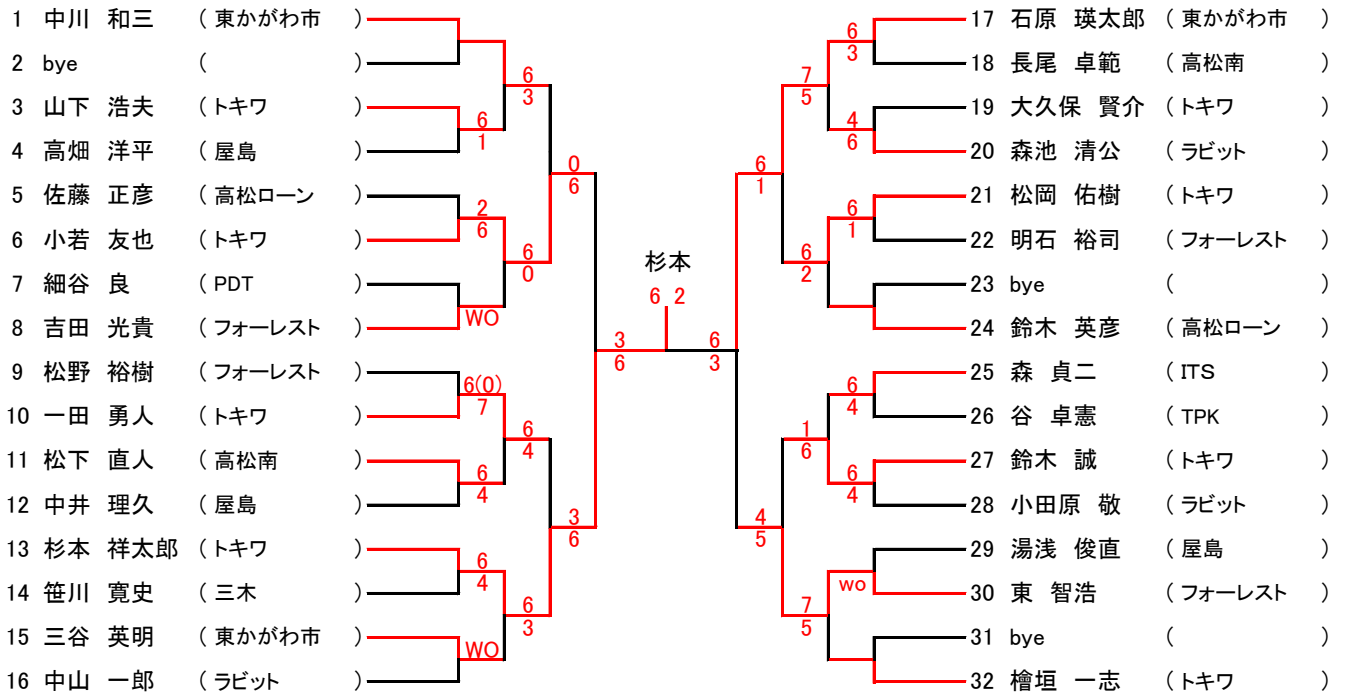 1 中川 和三 ( 東かがわ市 )
2 bye ( )
3 山下 浩夫 ( トキワ )
4 高畑 洋平 ( 屋島 )
5 佐藤 正彦 ( 高松ローン )
6 小若 友也 ( トキワ )
7 細谷 良 ( PDT )
8 吉田 光貴 ( フォーレスト )
9 松野 裕樹 ( フォーレスト )
10 一田 勇人 ( トキワ )
11 松下 直人 ( 高松南 )
12 中井 理久 ( 屋島 )
13 杉本 祥太郎 ( トキワ )
14 笹川 寛史 ( 三木 )
15 三谷 英明 ( 東かがわ市 )
16 中山 一郎 ( ラビット )
6
1
2
6
WO
6(0)
7
6
4
6
4
WO
6
3
6
0
6
4
6
3
0
6
3
6
3
6
杉本
6 2
6
3
6
1
4
5
7
5
6
2
1
6
7
5
6
3
4
6
6
1
6
4
6
4
wo
17 石原 瑛太郎 ( 東かがわ市 )
18 長尾 卓範 ( 高松南 )
19 大久保 賢介 ( トキワ )
20 森池 清公 ( ラビット )
21 松岡 佑樹 ( トキワ )
22 明石 裕司 ( フォーレスト )
23 bye ( )
24 鈴木 英彦 ( 高松ローン )
25 森 貞二 ( ITS )
26 谷 卓憲 ( TPK )
27 鈴木 誠 ( トキワ )
28 小田原 敬 ( ラビット )
29 湯浅 俊直 ( 屋島 )
30 東 智浩 ( フォーレスト )
31 bye ( )
32 檜垣 一志 ( トキワ )